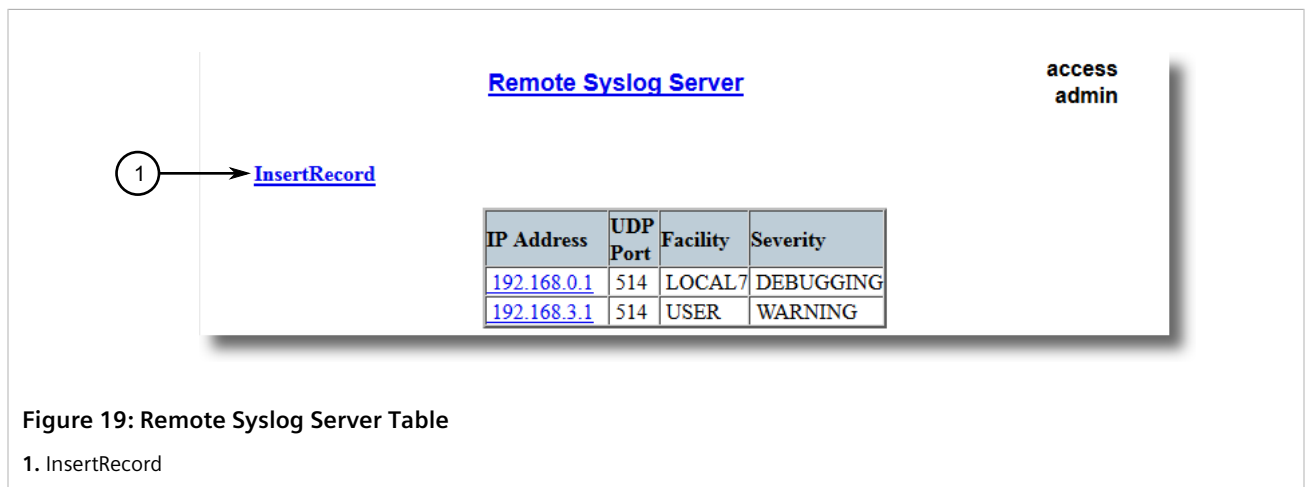 Remote Syslog Server
access
admin
1
InsertRecord
IP Address UDP Port Facility Severity
192.168.0.1 514 LOCAL7 DEBUGGING
192.168.3.1 514 USER WARNING
Figure 19: Remote Syslog Server Table
1. InsertRecord